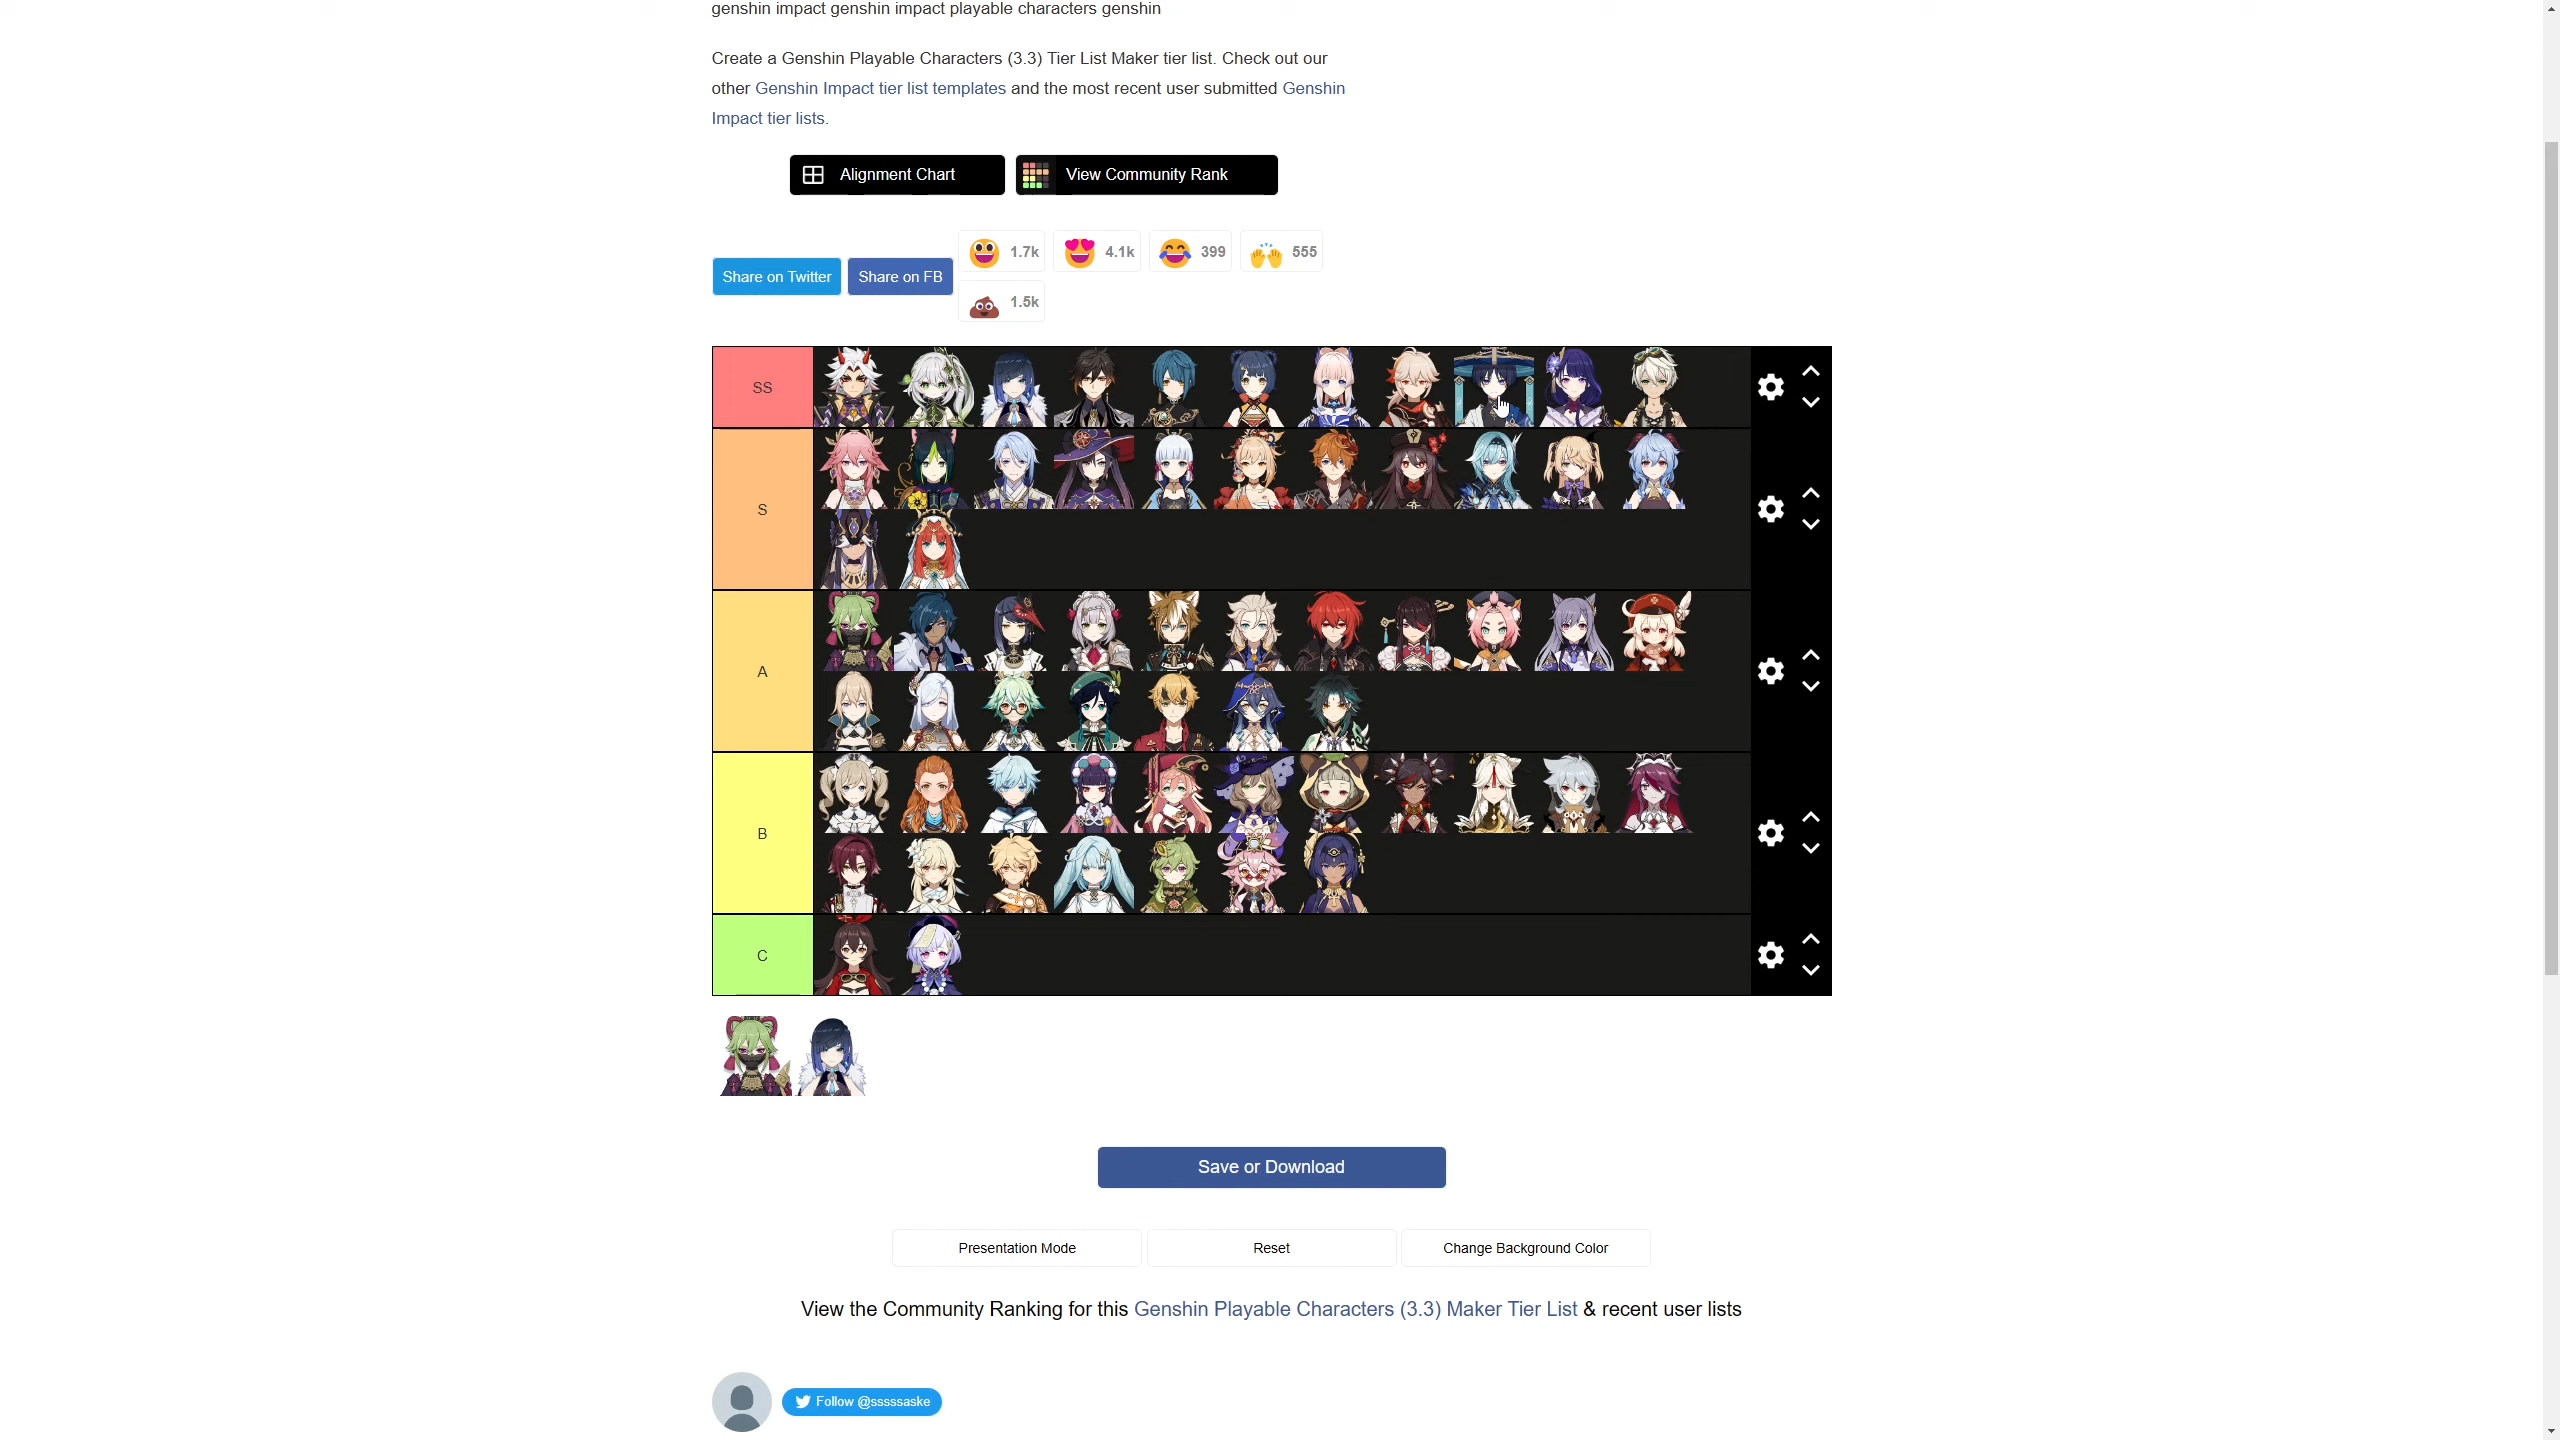 genshin impact genshin impact playable characters genshin
Create a Genshin Playable Characters (3.3) Tier List Maker tier list. Check out our
other Genshin Impact tier list templates and the most recent user submitted Genshin
Impact tier lists.
Alignment Chart
View Community Rank
1.7k
4.1k
399
555
Share on Twitter
Share on FB
1.5k
SS
S
A
B
C
Save or Download
Presentation Mode
Reset
Change Background Color
View the Community Ranking for this Genshin Playable Characters (3.3) Maker Tier List & recent user lists
Follow @sssssaske